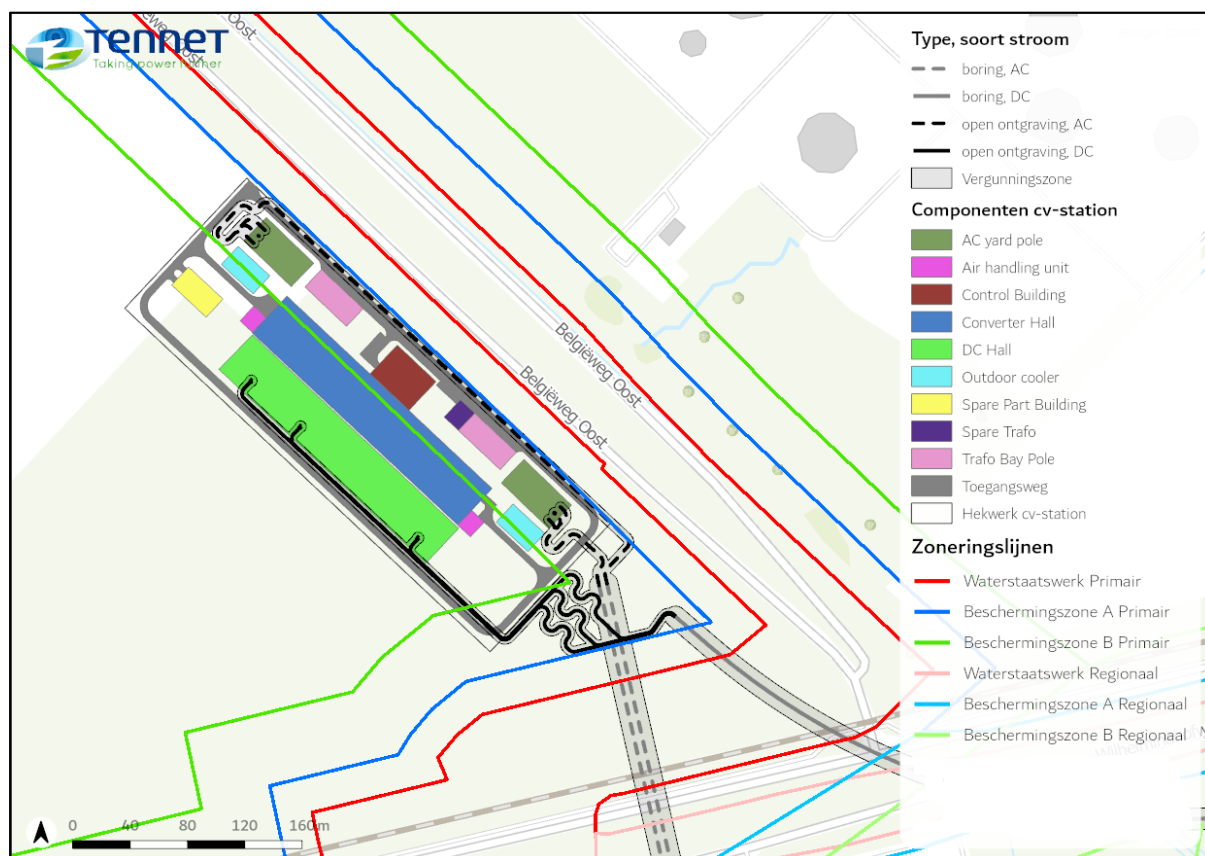 TENNET
Taking power further
Oost
Oost
Belgiëweg Oost
Belgiëweg Oost
Type, soort stroom
boring, AC
boring, DC
open ontgraving, AC
open ontgraving, DC
Vergunningszone
Componenten cv-station
AC yard pole
Air handling unit
Control Building
Converter Hall
DC Hall
Outdoor cooler
Spare Part Building
Spare Trafo
Trafo Bay Pole
Toegangsweg
Hekwerk cv-station
Zoneringslijnen
Waterstaatswerk Primair
Beschermingszone A Primair
Beschermingszone B Primair
Waterstaatswerk Regionaal
Beschermingszone A Regionaal
Beschermingszone B Regionaal
0 40 80 120 160 m